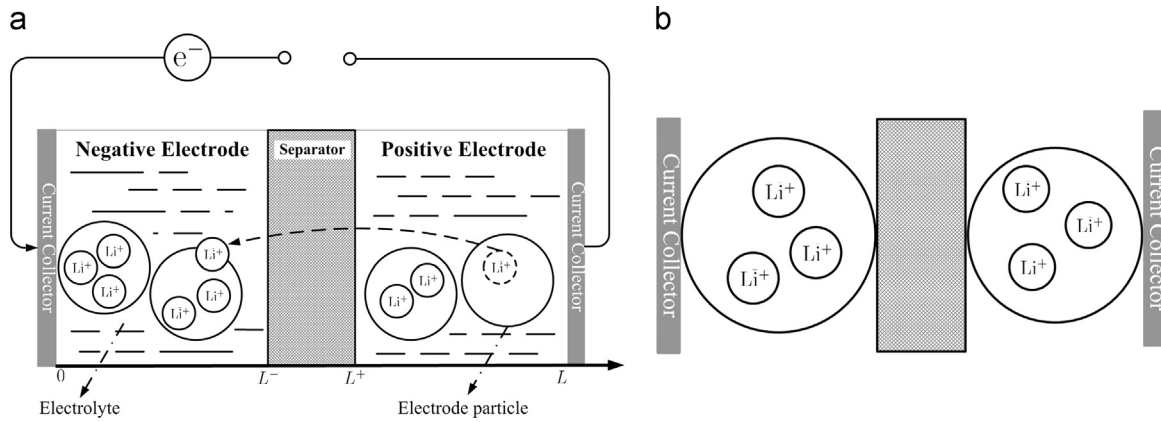 a
e⁻
Negative Electrode
Separator
Positive Electrode
Current Collector
Li⁺
Li⁺
Li⁺
Li⁺
Li⁺
Li⁺
Li⁺
Li⁺
Li⁺
Current Collector
0
L⁻
L⁺
L
Electrolyte
Electrode particle
b
Current Collector
Li⁺
Li⁺
Li⁺
Li⁺
Li⁺
Li⁺
Current Collector